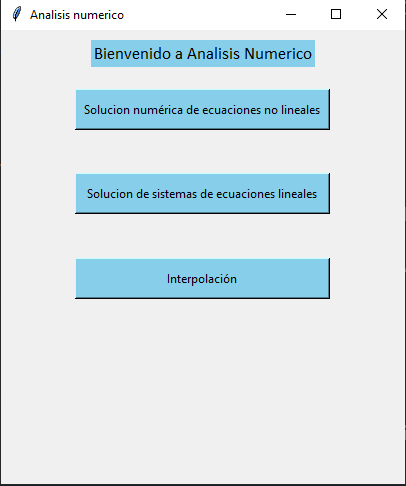 Analisis numerico
Bienvenido a Analisis Numerico
Solucion numérica de ecuaciones no lineales
Solucion de sistemas de ecuaciones lineales
Interpolación